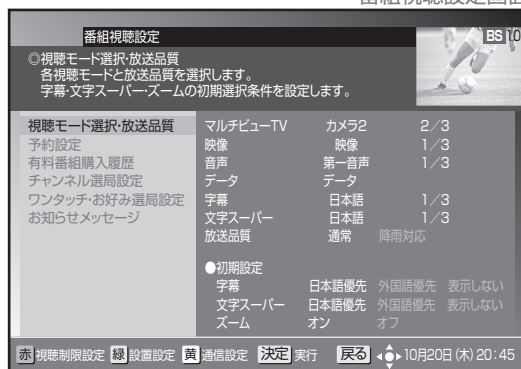 番組視聴設定
BS 10
◎視聴モード選択・放送品質
各視聴モードと放送品質を選択します。
字幕・文字スーパー・ズームの初期選択条件を設定します。
視聴モード選択・放送品質
予約設定
有料番組購入履歴
チャンネル選局設定
ワンタッチ・お好み選局設定
お知らせメッセージ
マルチビューTV カメラ2 2/3
映像 映像 1/3
音声 第一音声 1/3
データ データ
字幕 日本語 1/3
文字スーパー 日本語 1/3
放送品質 通常 降雨対応
●初期設定
字幕 日本語優先 外国語優先 表示しない
文字スーパー 日本語優先 外国語優先 表示しない
ズーム オン オフ
赤 視聴制限設定 緑 設置設定 黄 通信設定 決定 実行 戻る 10月20日(木) 20:45